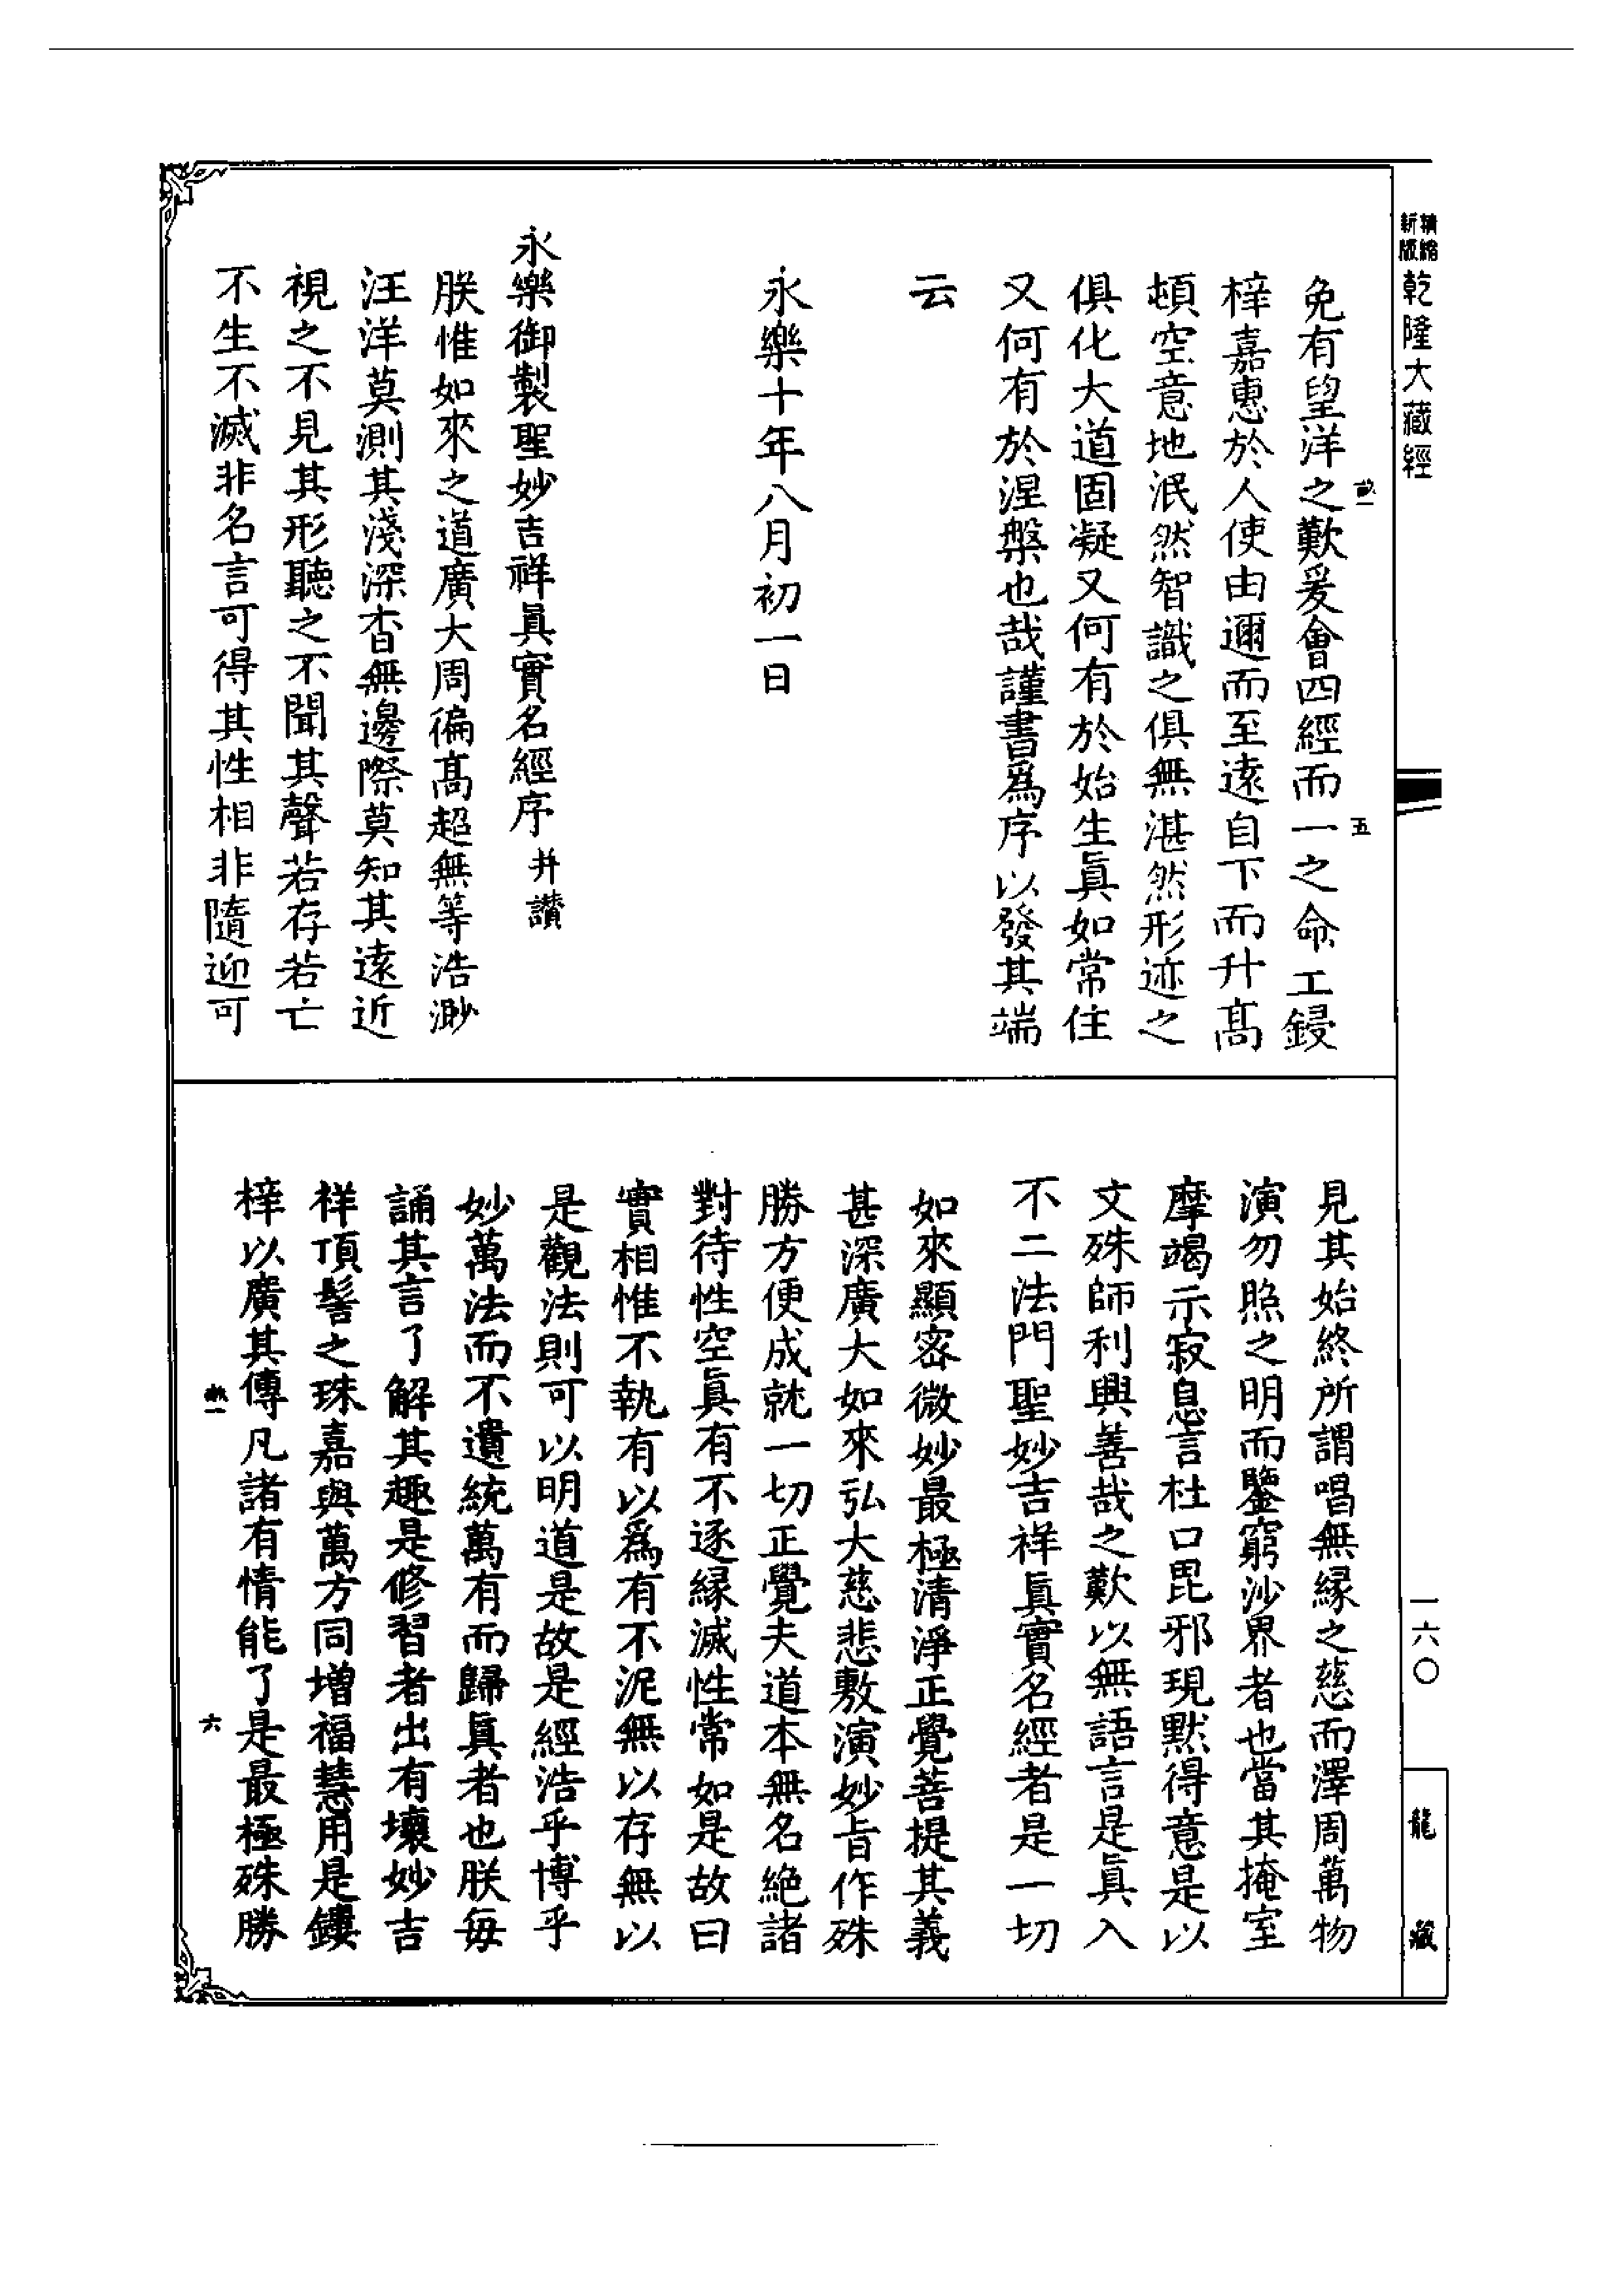 新版精縮乾隆大藏經
免有望洋之歎爰會四經而一之命工鋟
梓嘉惠於人使由邇而至遠自下而升髙
頓空意地泯然智識之俱無湛然形迹之
俱化大道固凝又何有於始生眞如常住
又何有於涅槃也哉謹書爲序以發其端
云
永樂十年八月初一日
永樂御製聖妙吉祥眞實名經序并讚
朕惟如來之道廣大周徧髙超無等浩渺
汪洋莫測其淺深杳無邊際莫知其遠近
視之不見其形聽之不聞其聲若存若亡
不生不滅非名言可得其性相非隨迎可
五
見其始終所謂唱無緣之慈而澤周萬物
演勿照之明而鑒窮沙界者也當其掩室
摩竭示寂息言杜口毘邪現默得意是以
文殊師利興善哉之歎以無語言是眞入
不二法門聖妙吉祥眞實名經者是一切
如來顯密微妙最極清淨正覺菩提其義
甚深廣大如來弘大慈悲敷演妙旨作殊
勝方便成就一切正覺夫道本無名絶諸
對待性空眞有不逐緣滅性常如是故曰
實相惟不執有以爲有不泥無以存無以
是觀法則可以明道是故是經浩乎博乎
妙萬法而不遺統萬有而歸眞者也朕每
誦其言了解其趣是修習者出有壞妙吉
祥頂髻之珠嘉與萬方同增福慧用是鏤
梓以廣其傳凡諸有情能了是最極殊勝
六
一六〇
龍藏